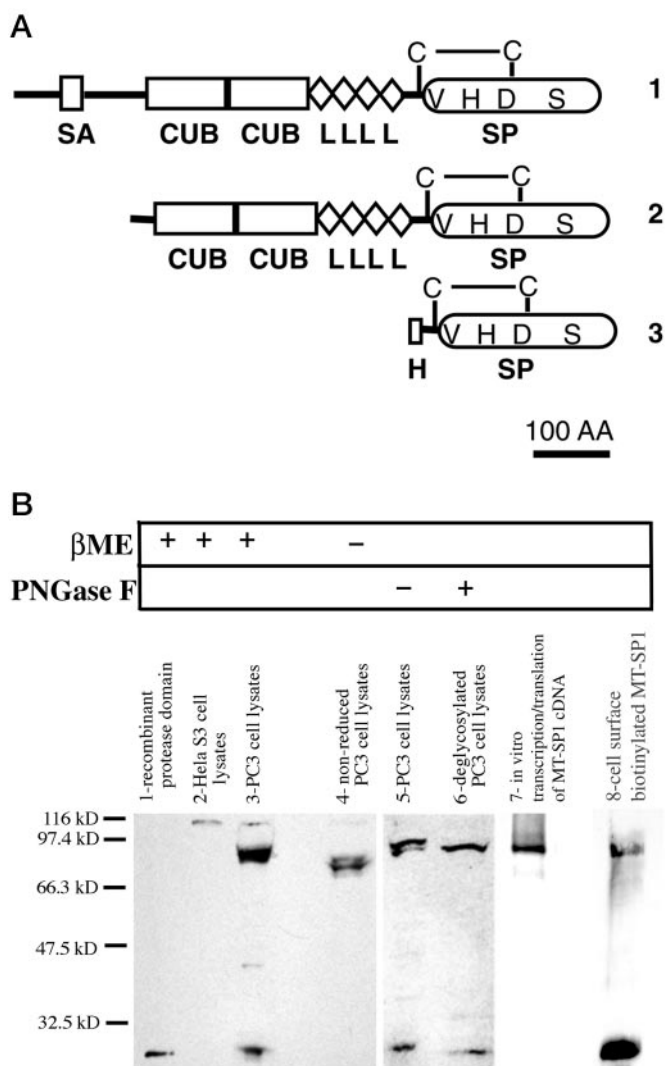 A
C C
V H D S 1
SA CUB CUB LLL L SP
C C
V H D S 2
CUB CUB LLL L SP
C C
V H D S 3
H SP
100 AA
B
βME + + + –
PNGase F – +
1-recombinant
protease domain
2-Hela S3 cell
lysates
3-PC3 cell lysates
4- non-reduced
PC3 cell lysates
5-PC3 cell lysates
6-deglycosylated
PC3 cell lysates
7- in vitro
transcription/translation
of MT-SP1 cDNA
8-cell surface
biotinylated MT-SP1
116 kD
97.4 kD
66.3 kD
47.5 kD
32.5 kD